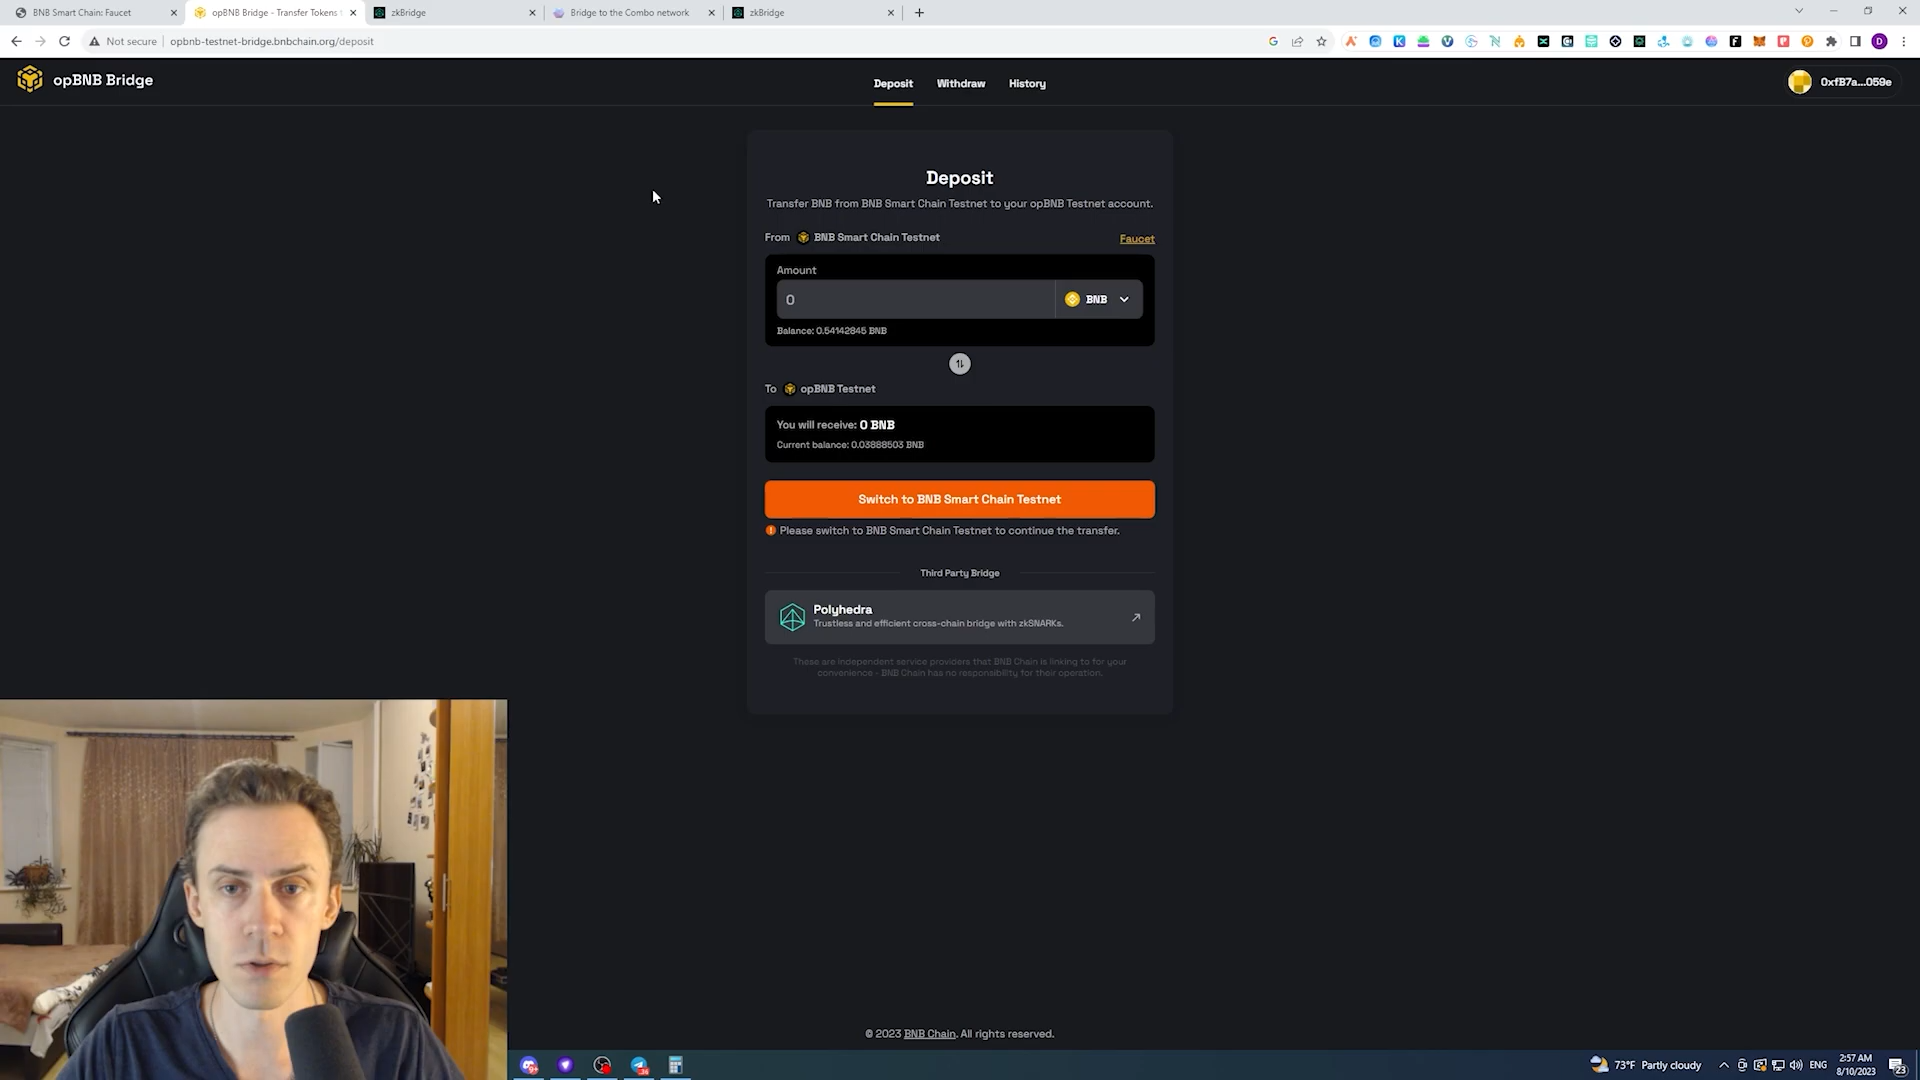 BNB Smart Chain: Faucet
opBNB Bridge - Transfer Tokens
zkBridge
Bridge to the Combo network
zkBridge
Not secure
opbnb-testnet-bridge.bnbchain.org/deposit
opBNB Bridge
Deposit
Withdraw
History
0xfB7a...059e
Deposit
Transfer BNB from BNB Smart Chain Testnet to your opBNB Testnet account.
From BNB Smart Chain Testnet
Faucet
Amount
0
BNB
Balance: 0.54142845 BNB
To opBNB Testnet
You will receive: 0 BNB
Current balance: 0.03888503 BNB
Switch to BNB Smart Chain Testnet
Please switch to BNB Smart Chain Testnet to continue the transfer.
Third Party Bridge
Polyhedra
Trustless and efficient cross-chain bridge with zkSNARKs.
These are independent service providers that BNB Chain is linking to for your
convenience - BNB Chain has no responsibility for their operation.
© 2023 BNB Chain. All rights reserved.
73°F Partly cloudy
ENG
2:57 AM
8/10/2023
23